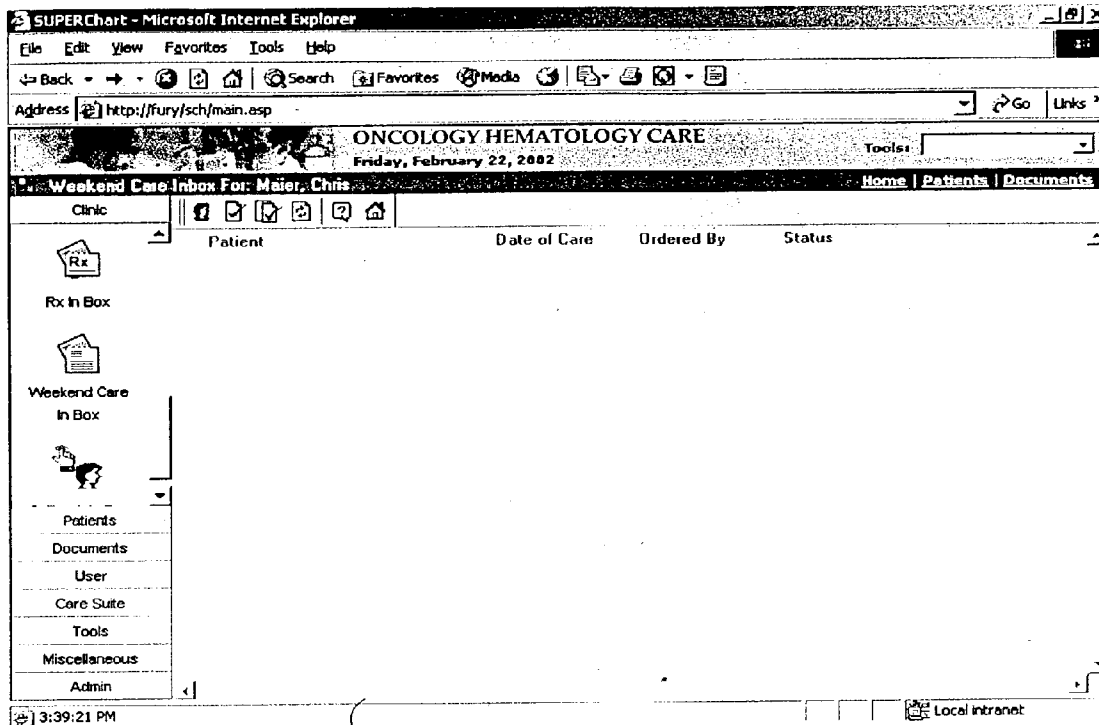 SUPERChart - Microsoft Internet Explorer
File Edit View Favorites Tools Help
Back Search Favorites Media
Address http://fury/sch/main.asp Go Links
ONCOLOGY HEMATOLOGY CARE
Friday, February 22, 2002
Tools:
Weekend Care Inbox For: Maier, Chris
Home | Patients | Documents
Clinic
Patient Date of Care Ordered By Status
Rx
Rx In Box
Weekend Care
In Box
Patients
Documents
User
Care Suite
Tools
Miscellaneous
Admin
3:39:21 PM Local intranet